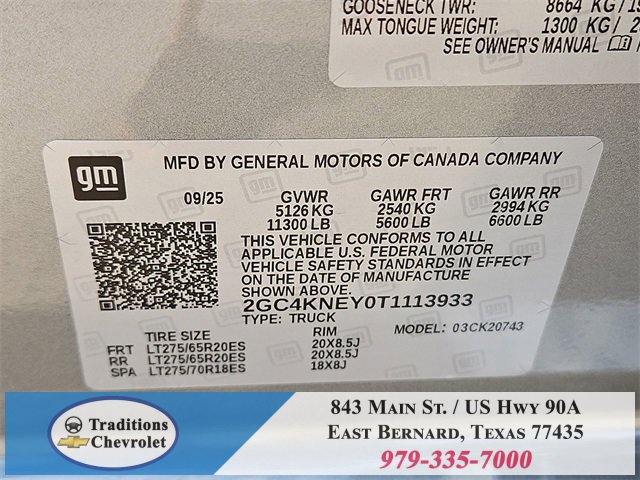 GOOSENECK TWR: 8664 KG/
MAX TONGUE WEIGHT: 1300 KG/
SEE OWNER'S MANUAL
gm
MFD BY GENERAL MOTORS OF CANADA COMPANY
09/25 GVWR GAWR FRT GAWR RR
5126 KG 2540 KG 2994 KG
11300 LB 5600 LB 6600 LB
THIS VEHICLE CONFORMS TO ALL
APPLICABLE U.S. FEDERAL MOTOR
VEHICLE SAFETY STANDARDS IN EFFECT
ON THE DATE OF MANUFACTURE
SHOWN ABOVE.
2GC4KNEY0T1113933
TYPE: TRUCK MODEL: 03CK20743
TIRE SIZE RIM
FRT LT275/65R20ES 20X8.5J
RR LT275/65R20ES 20X8.5J
SPA LT275/70R18ES 18X8J
Traditions
Chevrolet
843 Main St. / US Hwy 90A
East Bernard, Texas 77435
979-335-7000